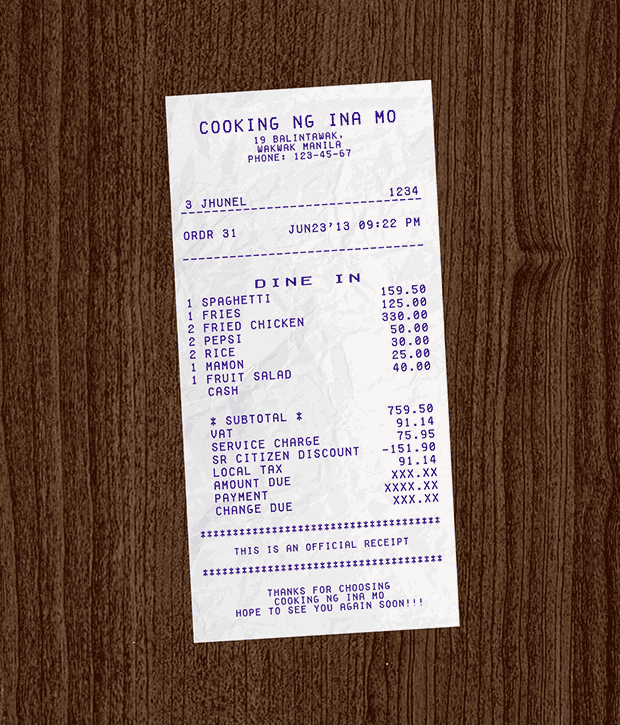 COOKING NG INA MO
19 BALINTAWAK,
WAKWAK MANILA
PHONE: 123-45-67
3 JHUNEL 1234
ORDR 31 JUN23'13 09:22 PM
DINE IN
1 SPAGHETTI 159.50
1 FRIES 125.00
2 FRIED CHICKEN 330.00
2 PEPSI 50.00
2 RICE 30.00
1 MAMON 25.00
1 FRUIT SALAD 40.00
CASH
* SUBTOTAL * 759.50
VAT 91.14
SERVICE CHARGE 75.95
SR CITIZEN DISCOUNT -151.90
LOCAL TAX 91.14
AMOUNT DUE XXX.XX
PAYMENT XXXX.XX
CHANGE DUE XXX.XX
*************************************
THIS IS AN OFFICIAL RECEIPT
*************************************
THANKS FOR CHOOSING
COOKING NG INA MO
HOPE TO SEE YOU AGAIN SOON!!!